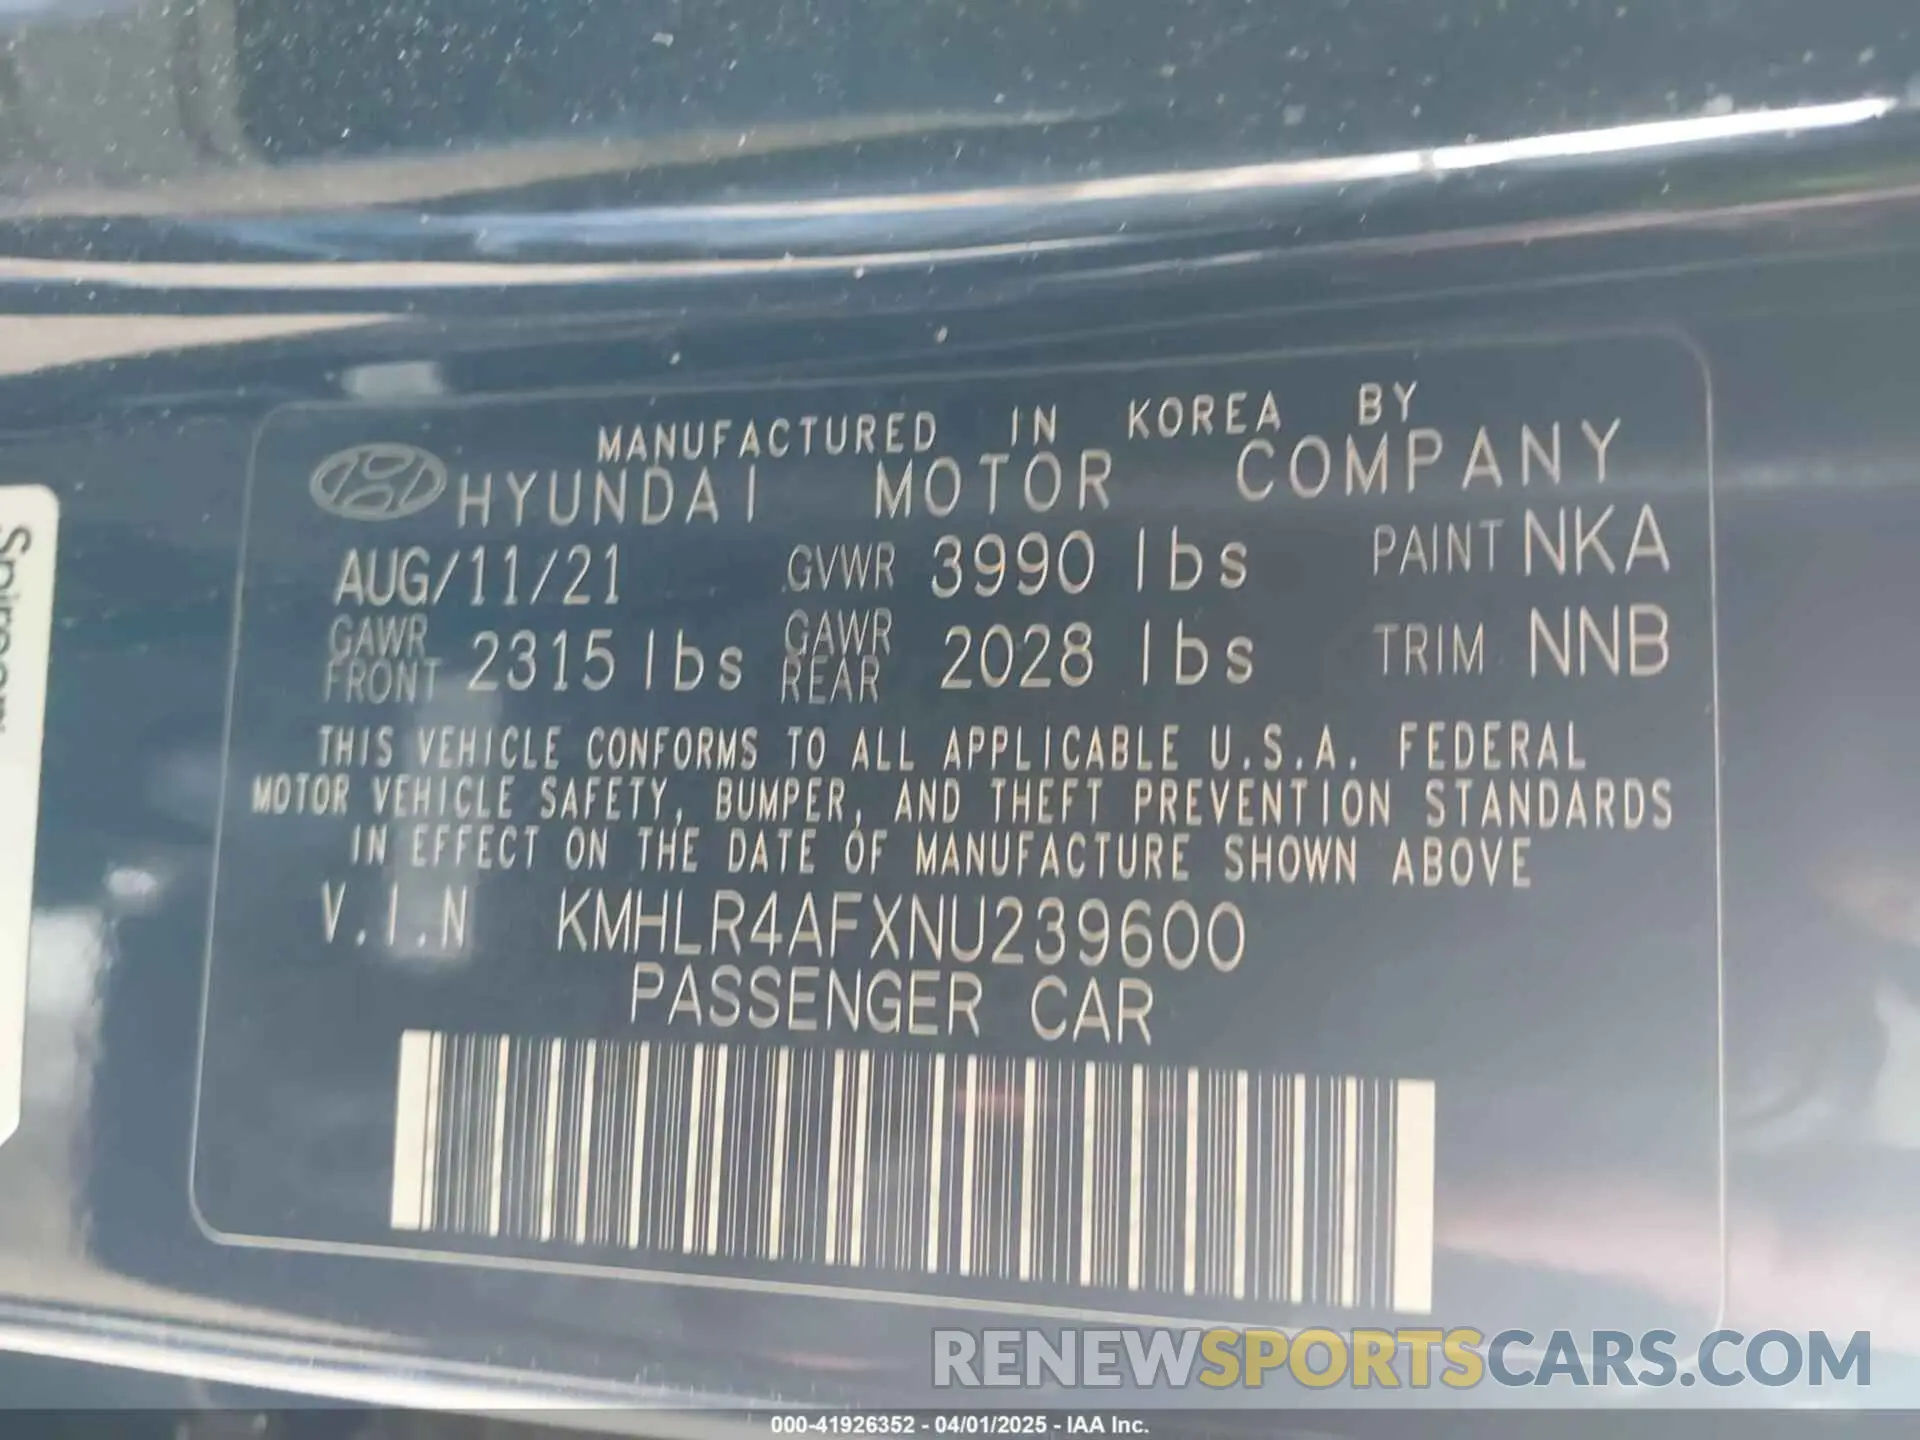 MANUFACTURED IN KOREA BY
HYUNDAI MOTOR COMPANY
AUG/11/21 GVWR 3990 lbs PAINT NKA
GAWR FRONT 2315 lbs GAWR REAR 2028 lbs TRIM NNB
THIS VEHICLE CONFORMS TO ALL APPLICABLE U.S.A. FEDERAL
MOTOR VEHICLE SAFETY, BUMPER, AND THEFT PREVENTION STANDARDS
IN EFFECT ON THE DATE OF MANUFACTURE SHOWN ABOVE
V.I.N KMHLR4AFXNU239600
PASSENGER CAR
RENEWSPORTSCARS.COM
000-41926352 - 04/01/2025 - IAA Inc.